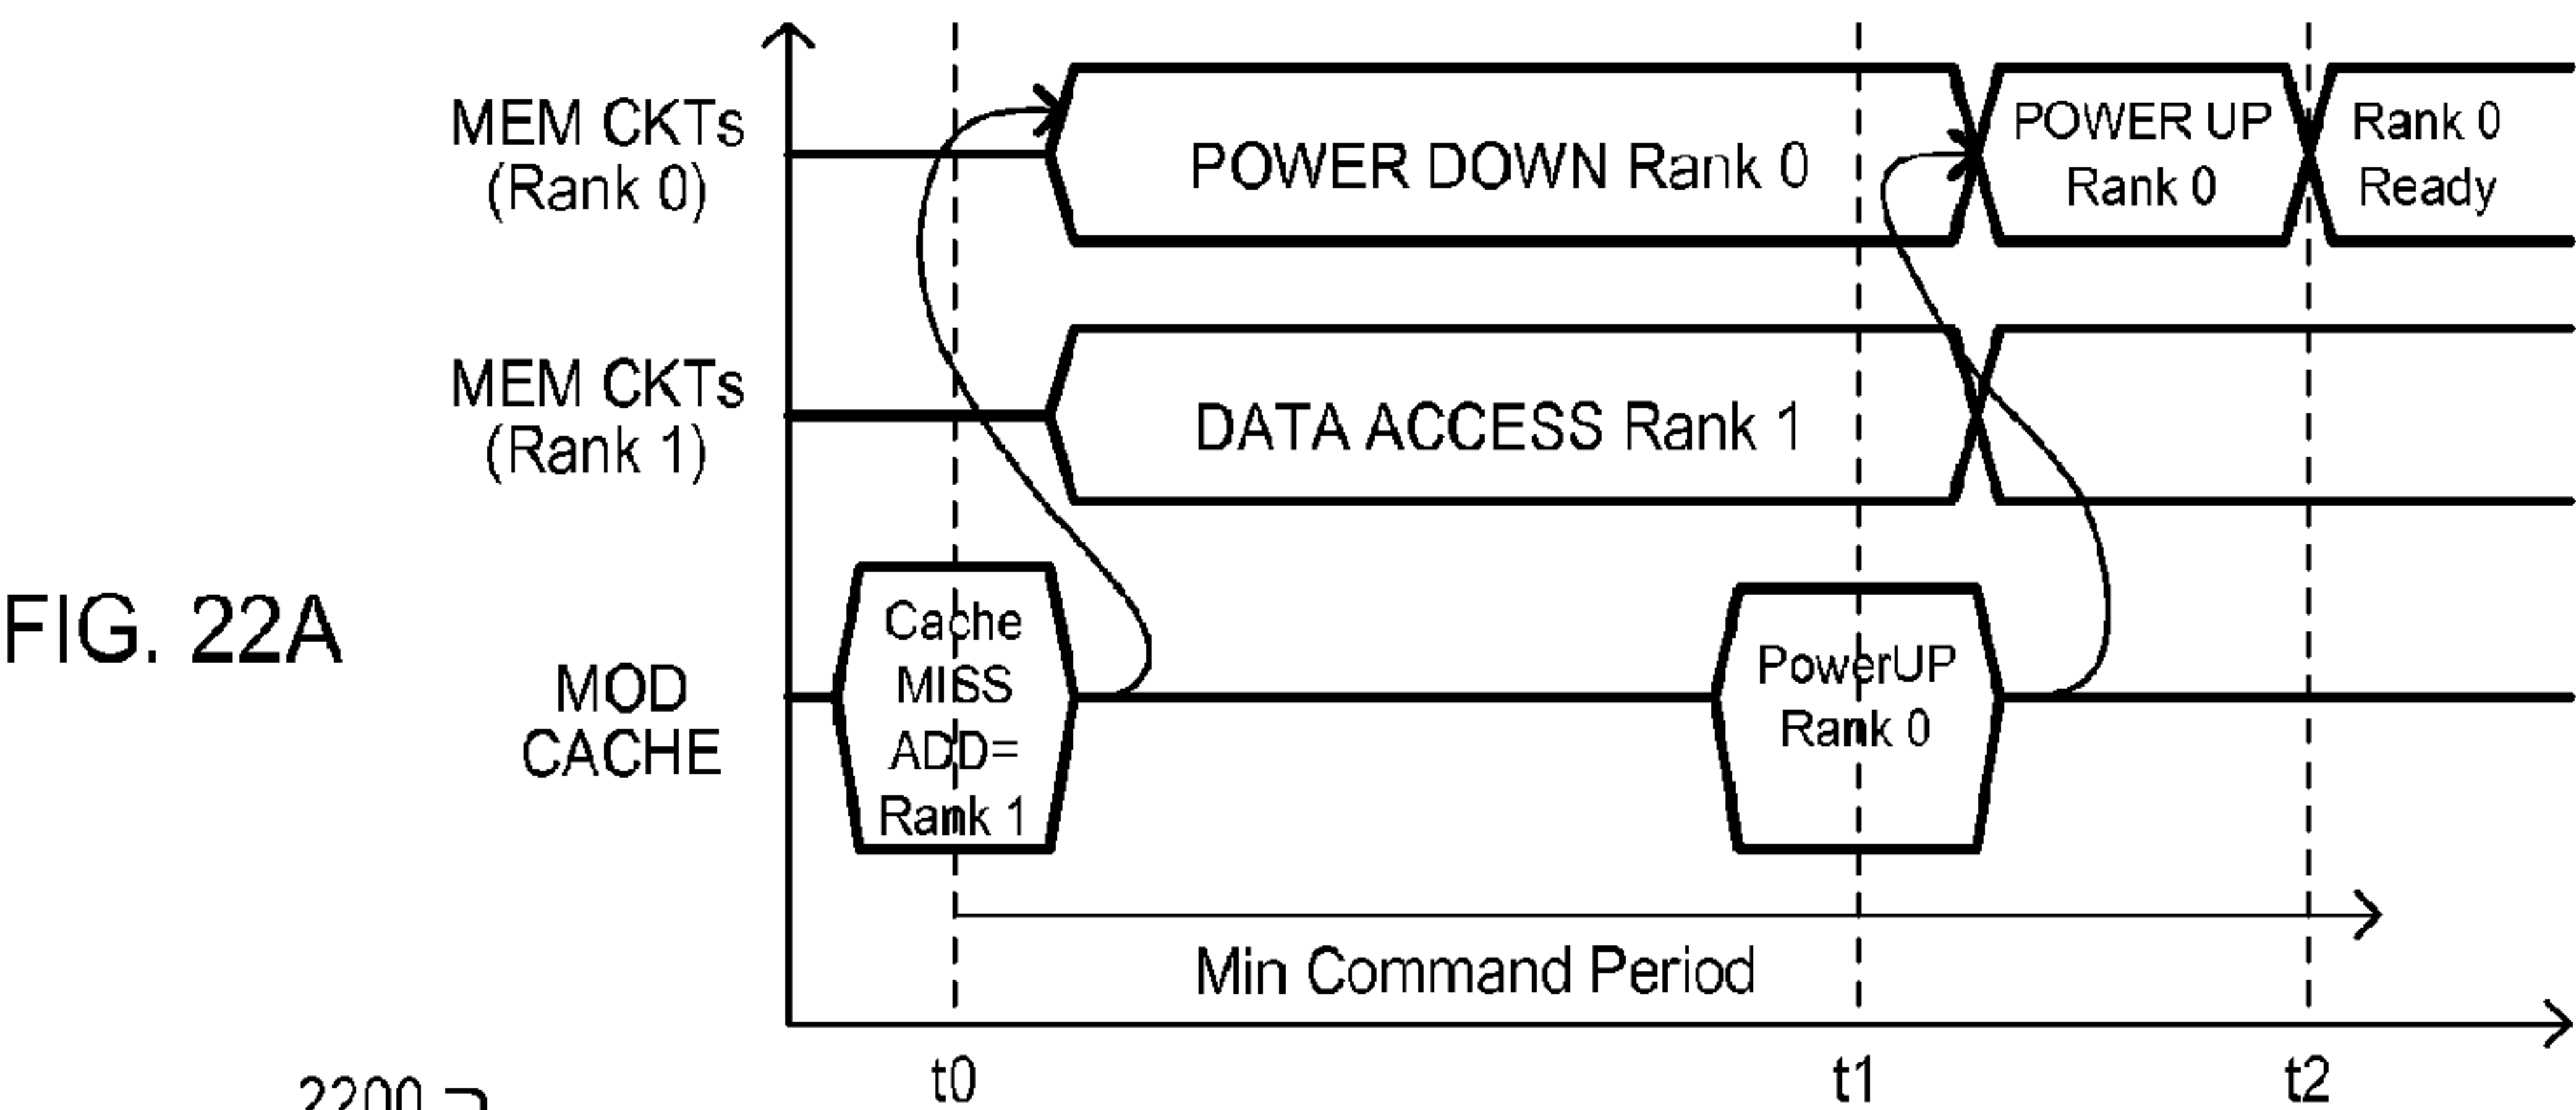 MEM CKTs
(Rank 0)
POWER DOWN Rank 0
POWER UP
Rank 0
Rank 0
Ready
MEM CKTs
(Rank 1)
DATA ACCESS Rank 1
FIG. 22A
MOD
CACHE
Cache
MISS
ADD=
Rank 1
PowerUP
Rank 0
Min Command Period
t0
t1
t2
2200